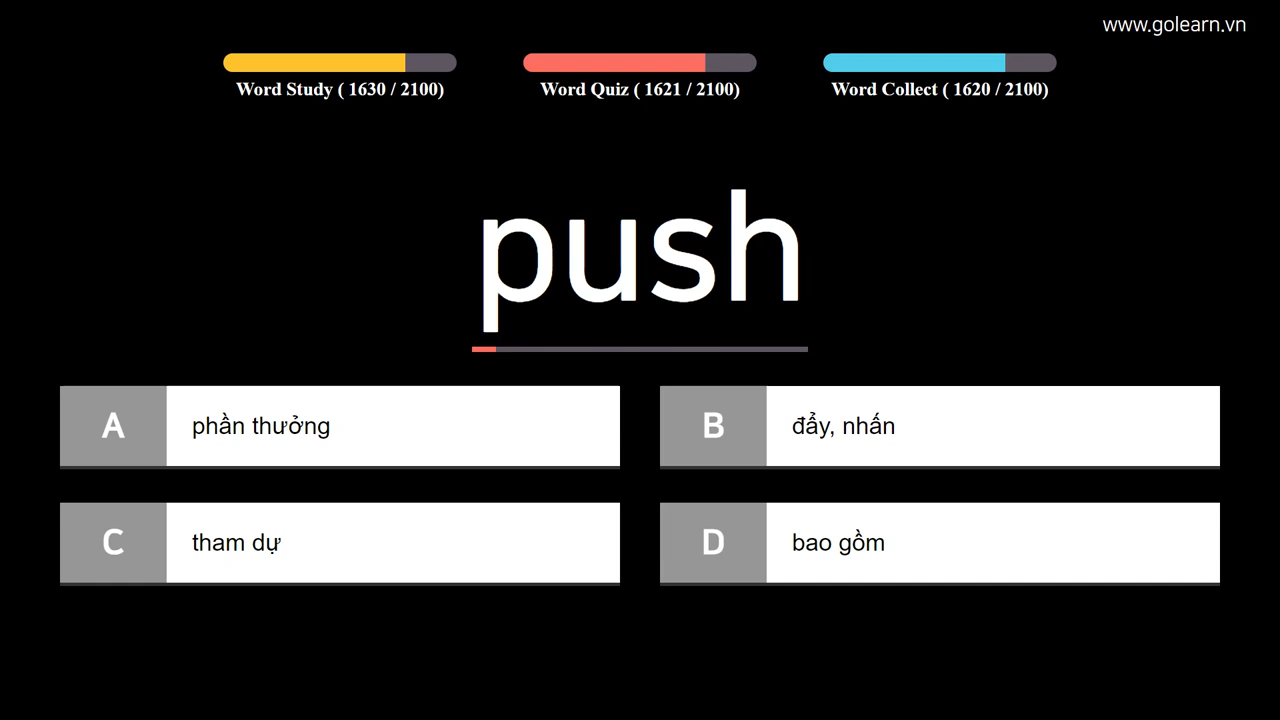 www.golearn.vn
Word Study ( 1630 / 2100)
Word Quiz ( 1621 / 2100)
Word Collect ( 1620 / 2100)
push
A phần thưởng
B đẩy, nhấn
C tham dự
D bao gồm